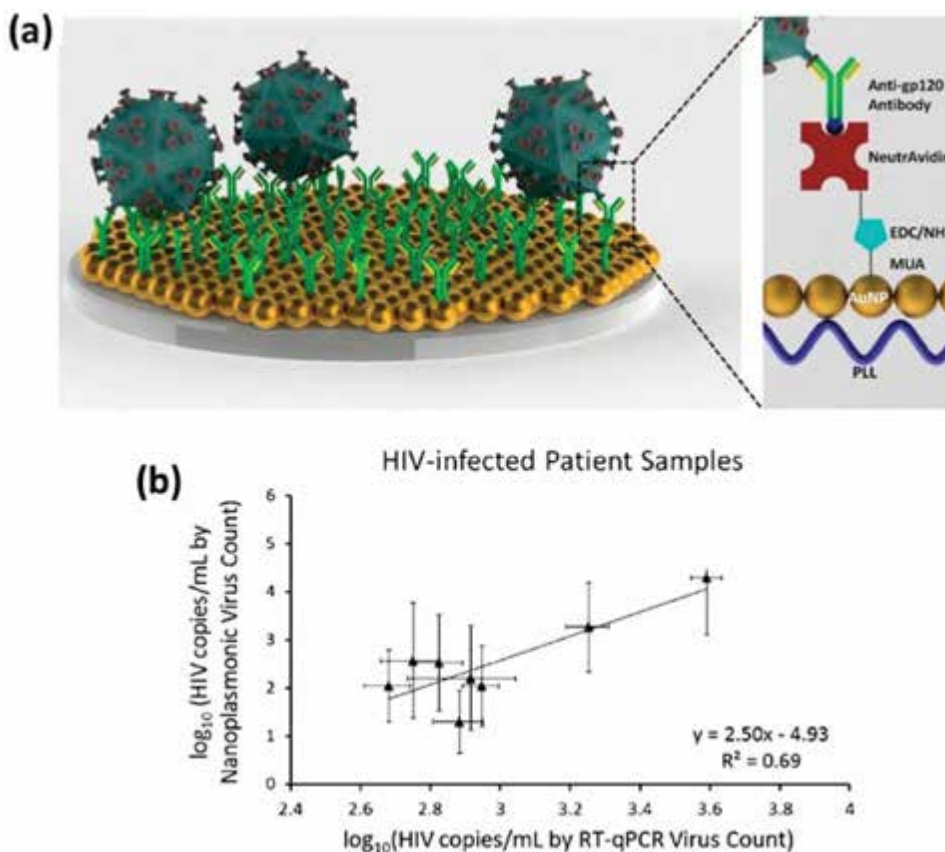 (a)
Anti-gp120
Antibody
NeutrAvidin
EDC/NH
MUA
AuNP
PLL
(b)
HIV-infected Patient Samples
log₁₀ (HIV copies/mL by
Nanoplasmonic Virus Count)
6
5
4
3
2
1
0
y = 2.50x - 4.93
R² = 0.69
2.4 2.6 2.8 3 3.2 3.4 3.6 3.8 4
log₁₀(HIV copies/mL by RT-qPCR Virus Count)